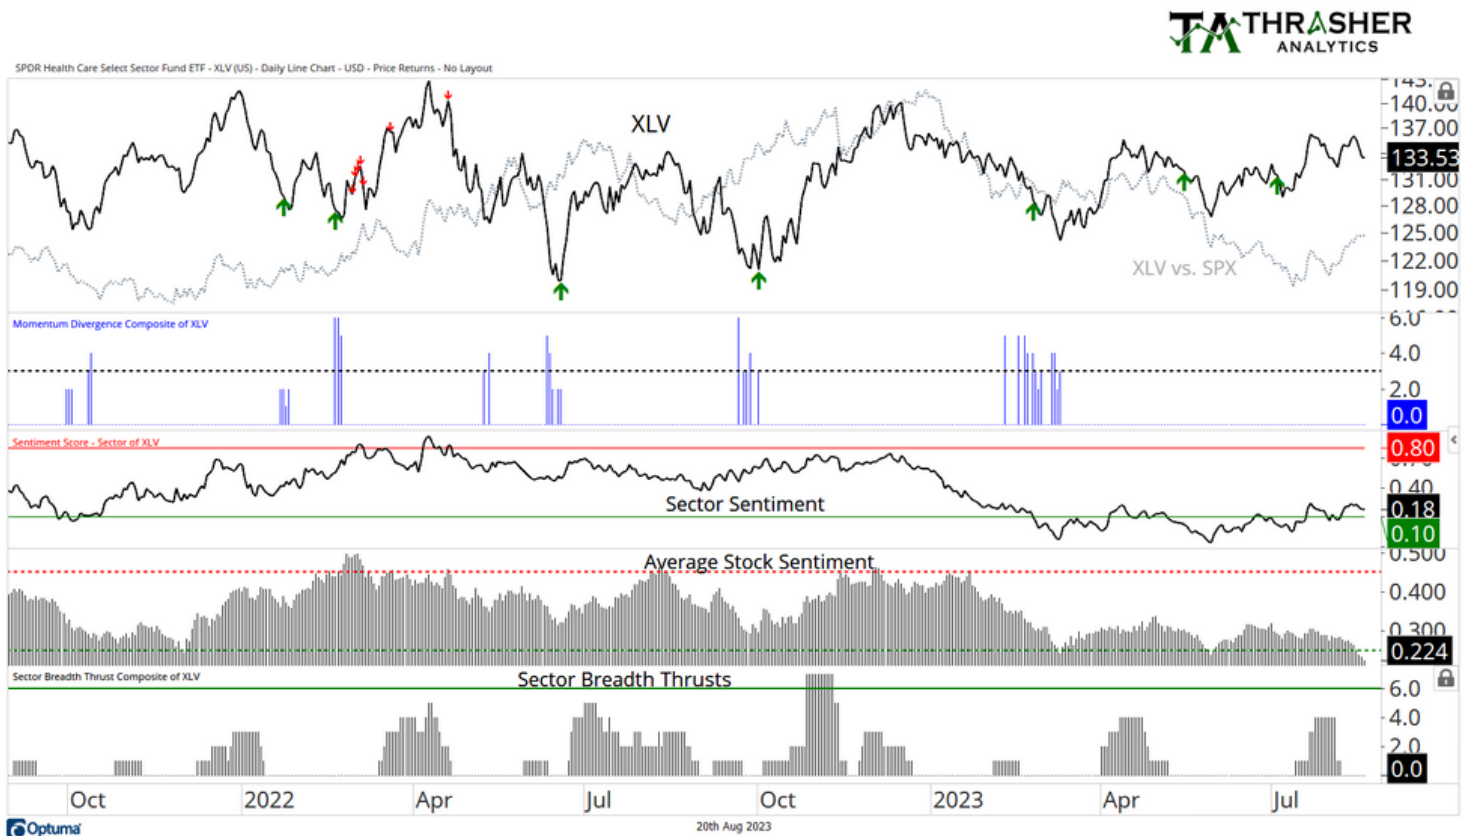 THRASHER
ANALYTICS
SPDR Health Care Select Sector Fund ETF - XLV (US) - Daily Line Chart - USD - Price Returns - No Layout
XLV
XLV vs. SPX
140.00
137.00
133.53
131.00
128.00
125.00
122.00
119.00
Momentum Divergence Composite of XLV
6.0
4.0
2.0
0.0
Sentiment Score - Sector of XLV
Sector Sentiment
0.80
0.40
0.18
0.10
Average Stock Sentiment
0.500
0.400
0.300
0.224
Sector Breadth Thrust Composite of XLV
Sector Breadth Thrusts
6.0
4.0
2.0
0.0
Oct 2022 Apr Jul Oct 2023 Apr Jul
Optuma
20th Aug 2023